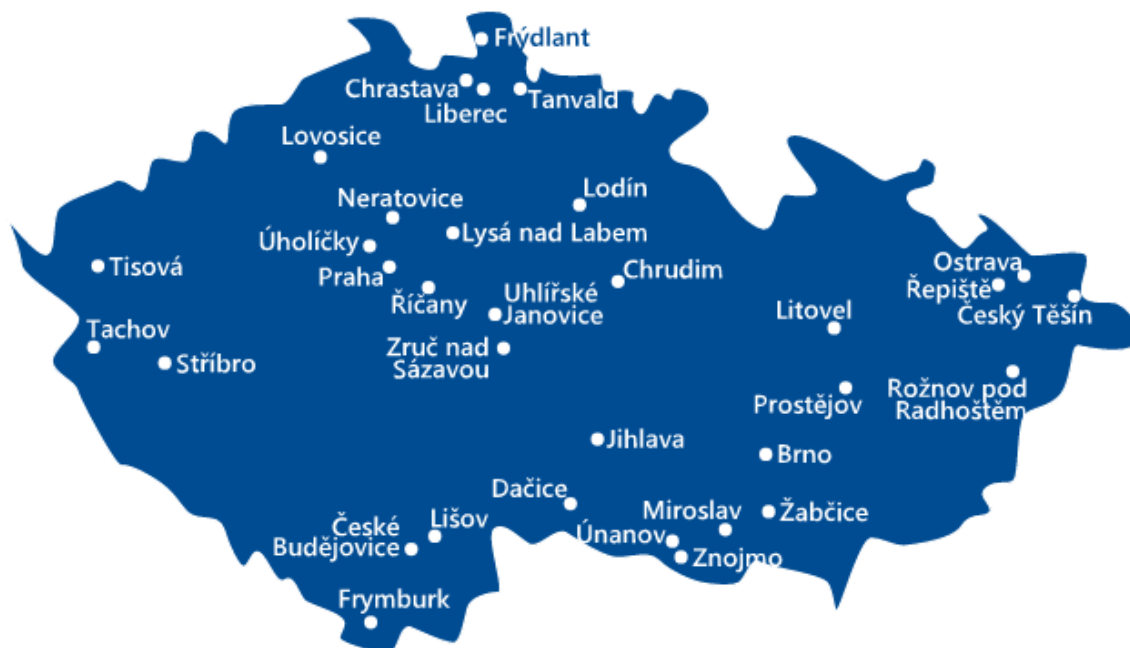 Frýdlant
Chrastava
Liberec
Tanvald
Lovosice
Lodín
Neratovice
Lysá nad Labem
Úholíčky
Tisová
Praha
Chrudim
Ostrava
Říčany
Uhlířské
Janovice
Řepiště
Český Těšín
Litovel
Tachov
Stříbro
Zruč nad
Sázavou
Rožnov pod
Radhoštěm
Prostějov
Jihlava
Brno
Dačice
Miroslav
Žabčice
Lišov
České
Budějovice
Únanov
Znojmo
Frymburk